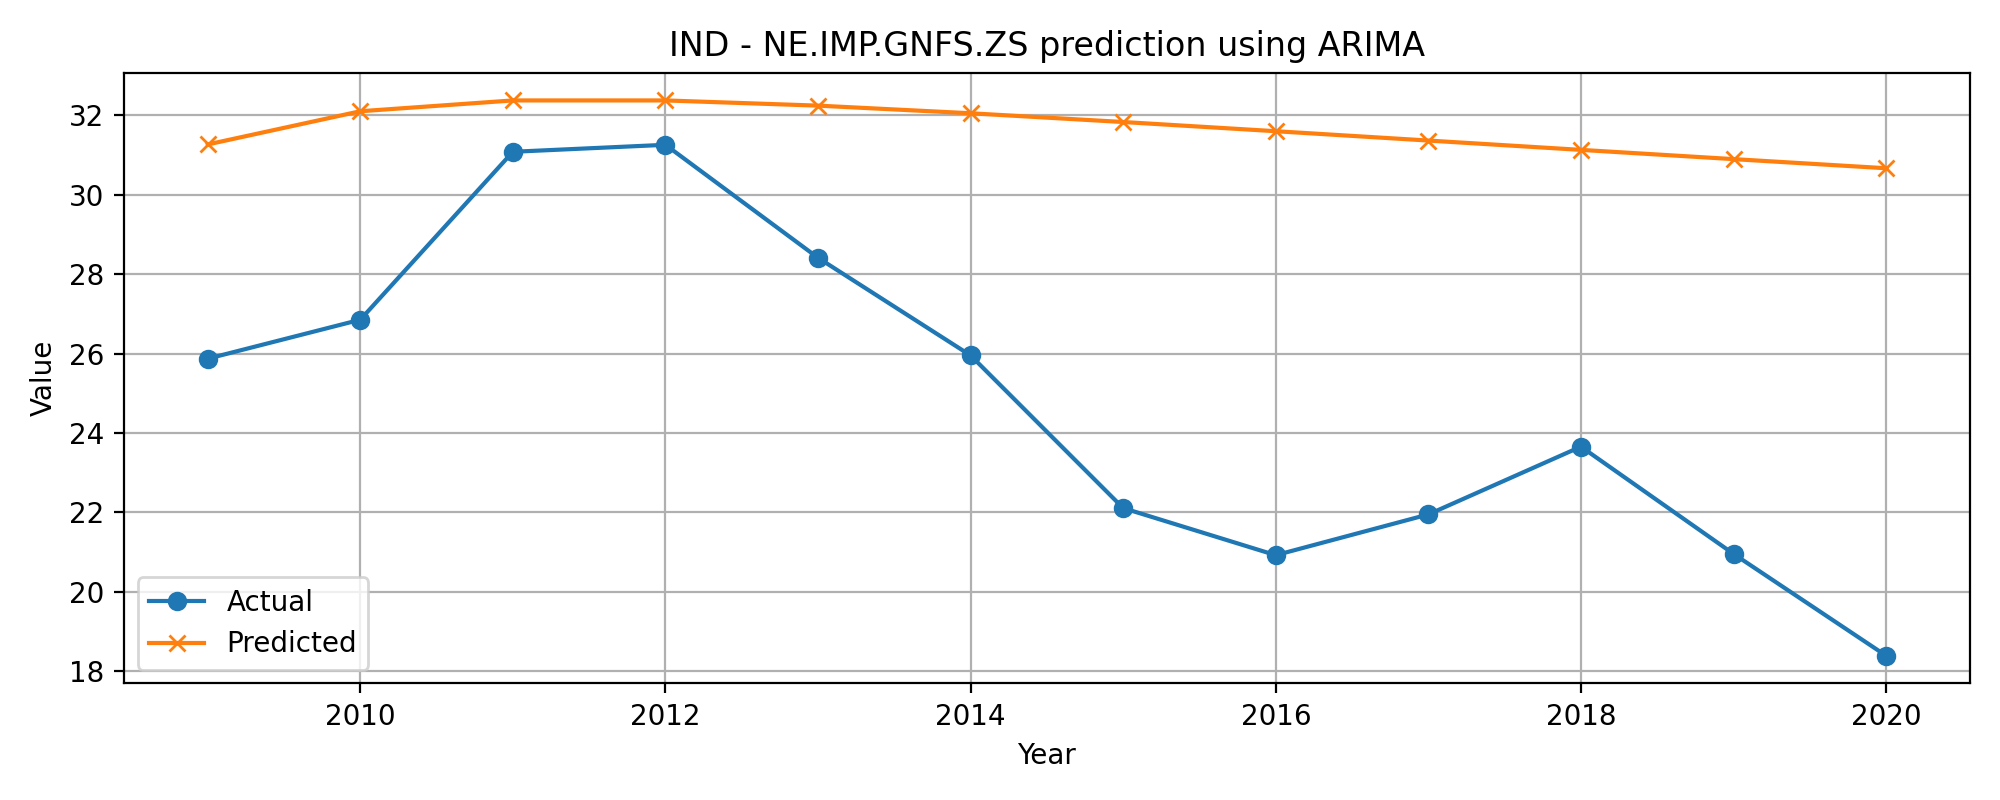 IND - NE.IMP.GNFS.ZS prediction using ARIMA
Value
32
30
28
26
24
22
20
18
Actual
Predicted
2010 2012 2014 2016 2018 2020
Year